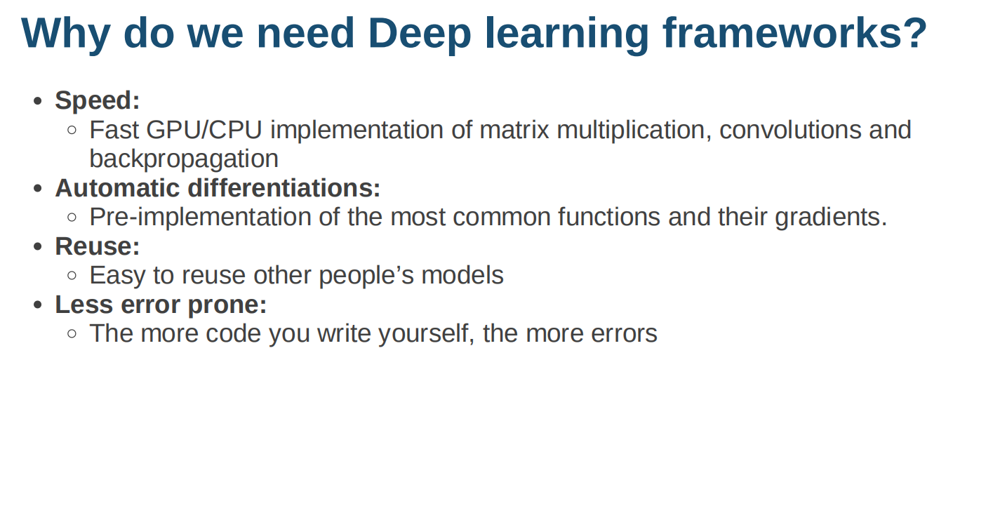 Why do we need Deep learning frameworks?
• Speed:
○ Fast GPU/CPU implementation of matrix multiplication, convolutions and
backpropagation
• Automatic differentiations:
○ Pre-implementation of the most common functions and their gradients.
• Reuse:
○ Easy to reuse other people’s models
• Less error prone:
○ The more code you write yourself, the more errors